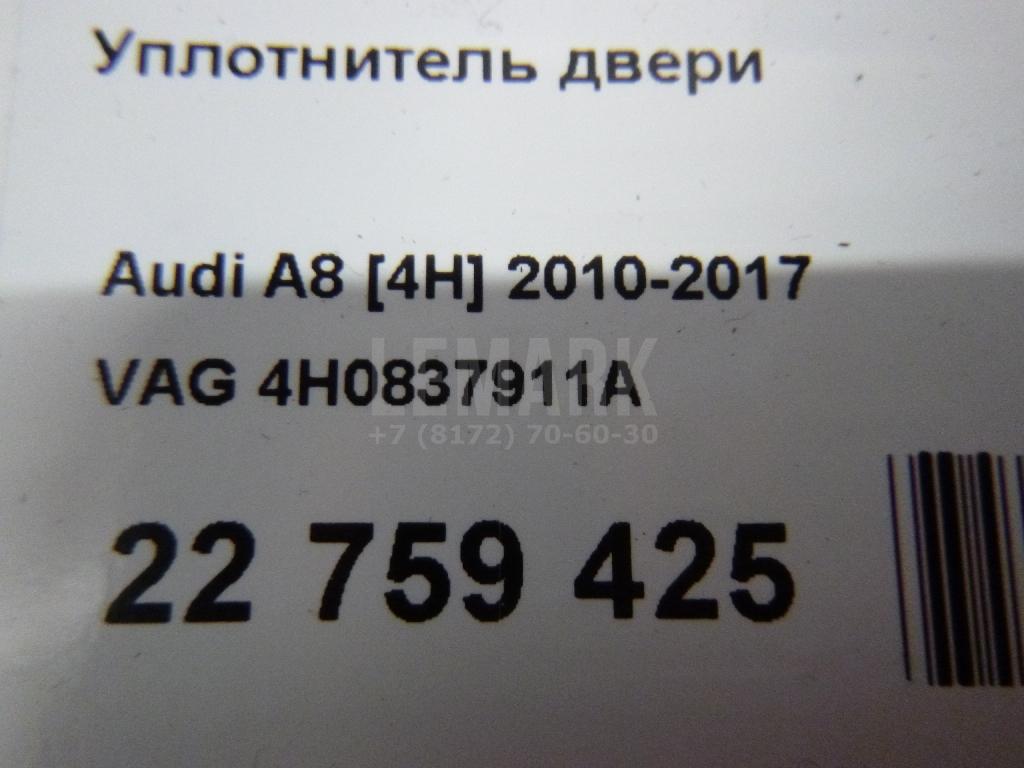 Уплотнитель двери
Audi A8 [4H] 2010-2017
VAG 4H0837911A
LEMARK
+7 (8172) 70-60-30
22 759 425